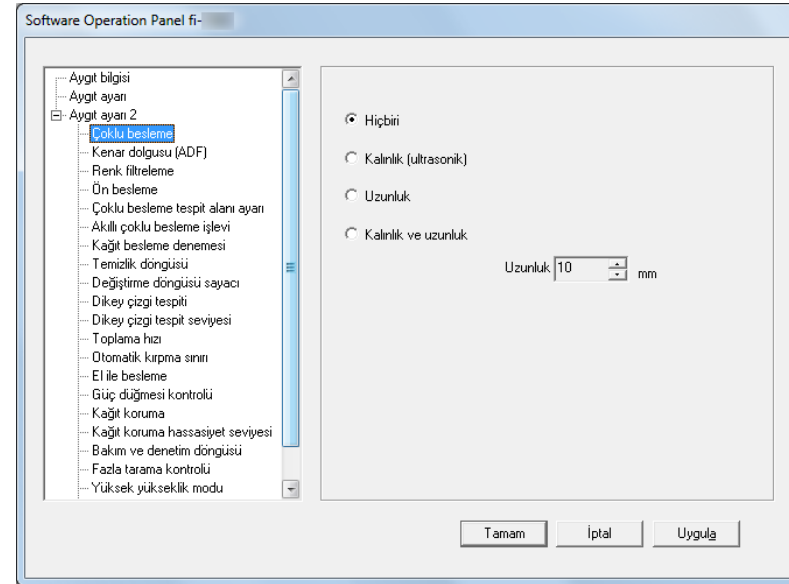 Software Operation Panel fi-
Aygıt bilgisi
Aygıt ayarı
Aygıt ayarı 2
Çoklu besleme
Kenar dolgusu (ADF)
Renk filtreleme
Ön besleme
Çoklu besleme tespit alanı ayarı
Akıllı çoklu besleme işlevi
Kağıt besleme denemesi
Temizlik döngüsü
Değiştirme döngüsü sayacı
Dikey çizgi tespiti
Dikey çizgi tespit seviyesi
Toplama hızı
Otomatik kırpma sınırı
El ile besleme
Güç düğmesi kontrolü
Kağıt koruma
Kağıt koruma hassasiyet seviyesi
Bakım ve denetim döngüsü
Fazla tarama kontrolü
Yüksek yükseklik modu
Hiçbiri
Kalınlık (ultrasonik)
Uzunluk
Kalınlık ve uzunluk
Uzunluk 10 mm
Tamam İptal Uygula